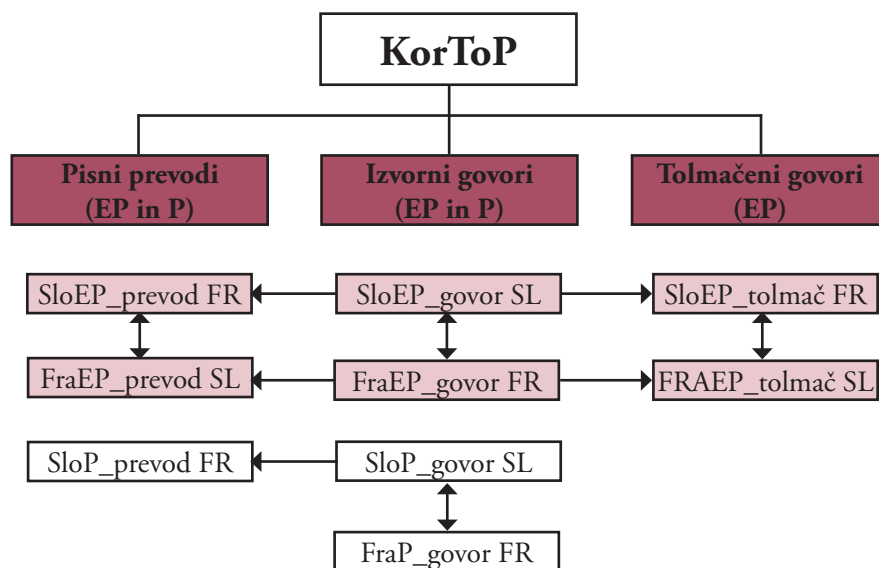 KorToP
Pisni prevodi
(EP in P)
Izvorni govori
(EP in P)
Tolmačeni govori
(EP)
SloEP_prevod FR
SloEP_govor SL
SloEP_tolmač FR
FraEP_prevod SL
FraEP_govor FR
FRAEP_tolmač SL
SloP_prevod FR
SloP_govor SL
FraP_govor FR